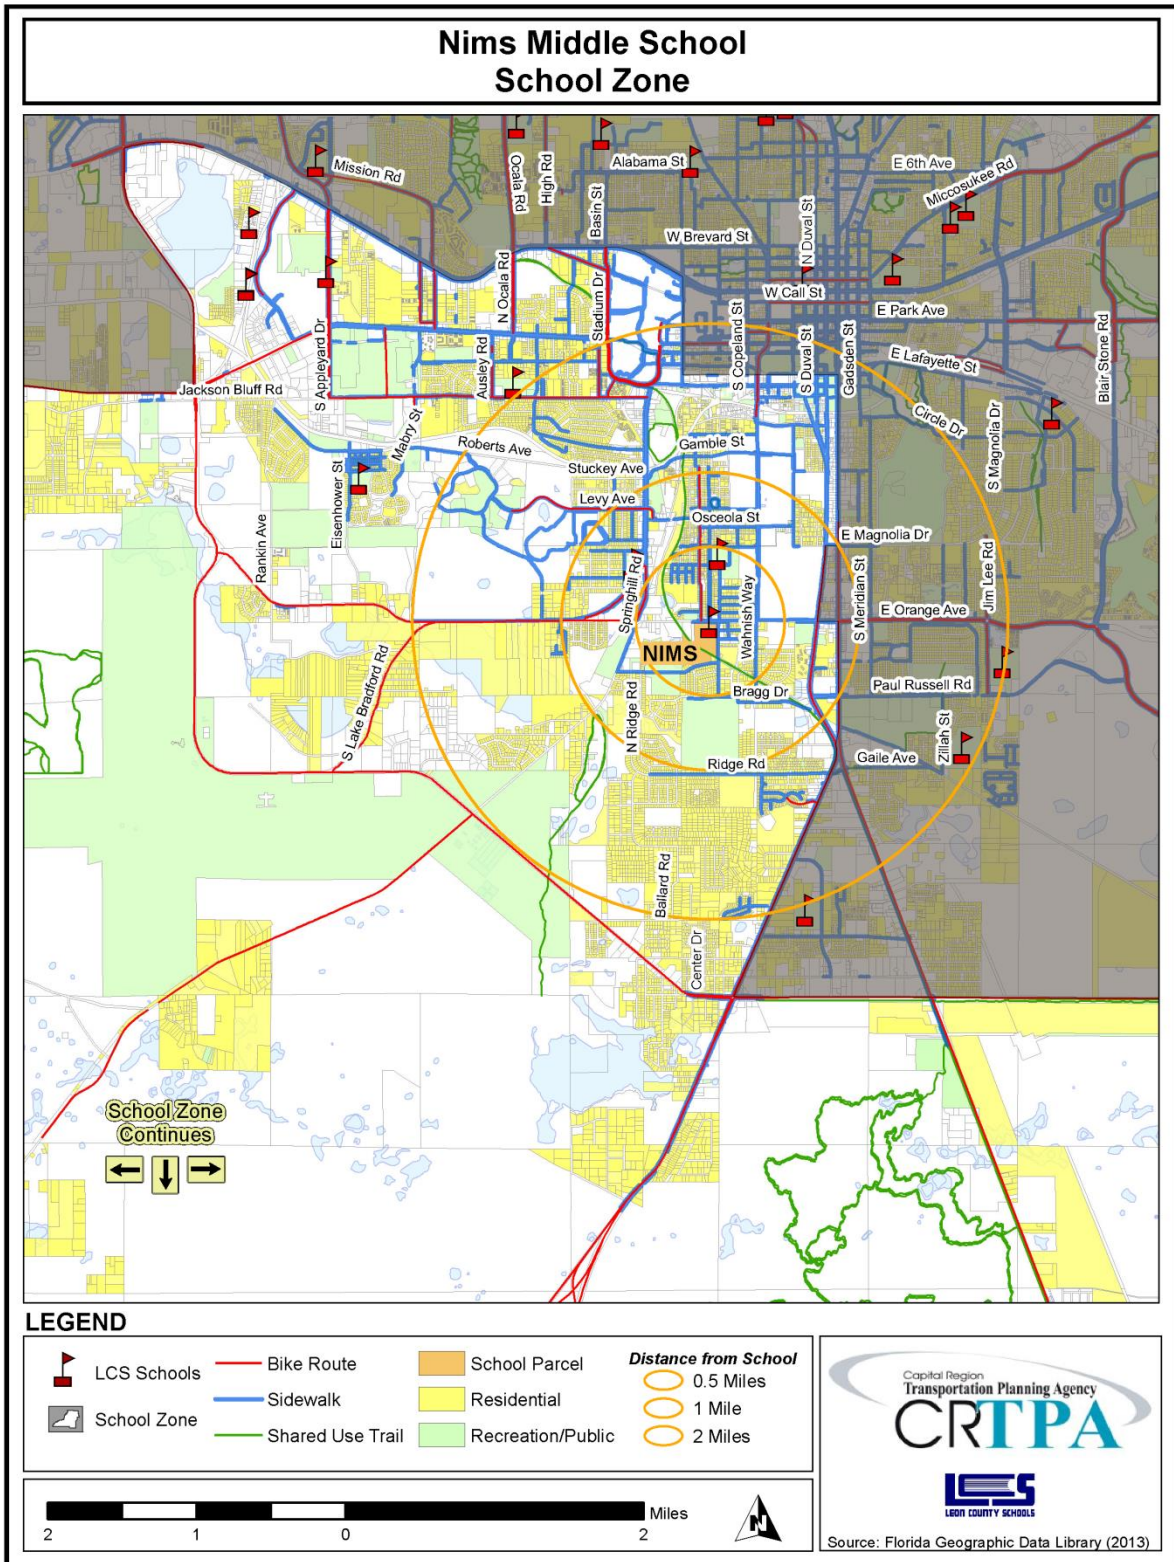 Nims Middle School
School Zone
Mission Rd
Ocala Rd
High Rd
Basin St
Alabama St
E 6th Ave
Miccosukee Rd
W Brevard St
N Duval St
N Ocala Rd
Stadium Dr
W Call St
E Park Ave
S Appleyard Dr
Ausley Rd
S Copeland St
S Duval St
Gadsden St
E Lafayette St
Blair Stone Rd
Jackson Bluff Rd
Mabry St
Circle Dr
S Magnolia Dr
Roberts Ave
Gamble St
Stuckey Ave
Eisenhower St
Levy Ave
Osceola St
E Magnolia Dr
Rankin Ave
Springhill Rd
Wahnish Way
S Meridian St
Jim Lee Rd
E Orange Ave
NIMS
S Lake Bradford Rd
N Ridge Rd
Bragg Dr
Paul Russell Rd
Zillah St
Ridge Rd
Gaile Ave
Ballard Rd
Center Dr
School Zone
Continues
LEGEND
LCS Schools
School Zone
Bike Route
Sidewalk
Shared Use Trail
School Parcel
Residential
Recreation/Public
Distance from School
0.5 Miles
1 Mile
2 Miles
Capital Region
Transportation Planning Agency
CRTPA
LCS
LEON COUNTY SCHOOLS
Source: Florida Geographic Data Library (2013)
Miles
2 1 0 2
N